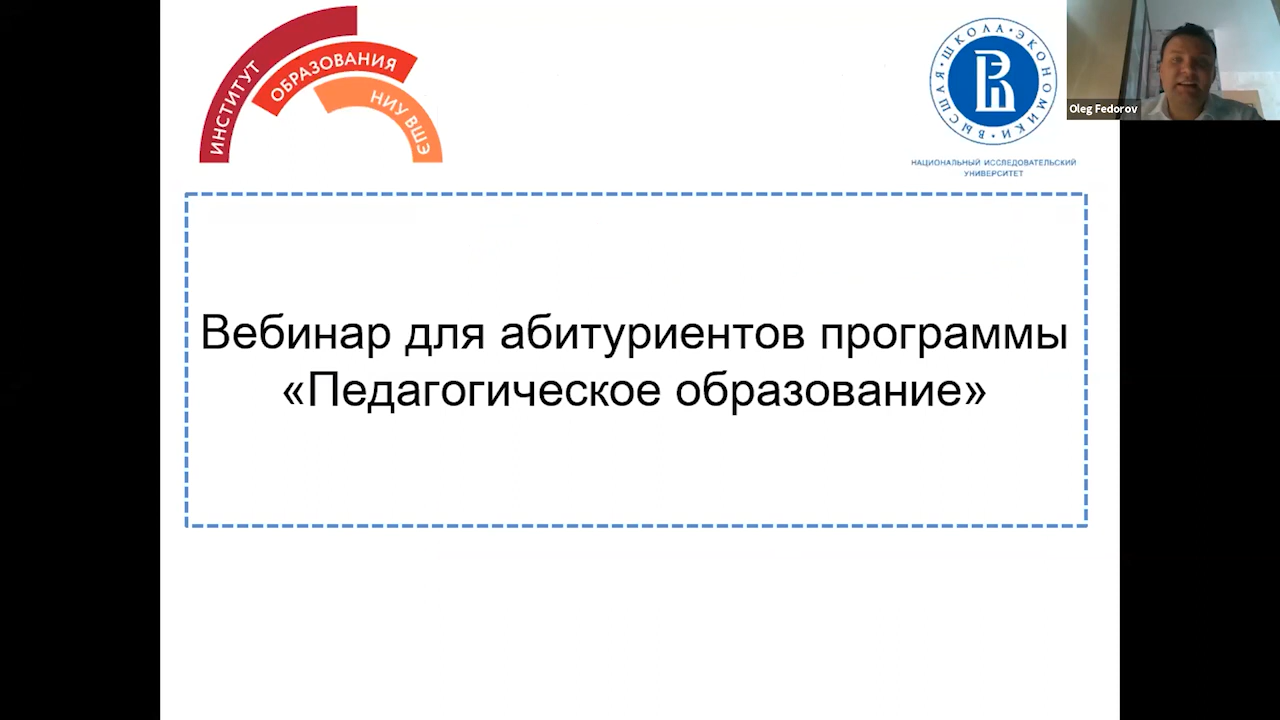 ИНСТИТУТ
ОБРАЗОВАНИЯ
НИУ ВШЭ
ВЫСШАЯ • ШКОЛА • ЭКОНОМИКИ •
НАЦИОНАЛЬНЫЙ ИССЛЕДОВАТЕЛЬСКИЙ
УНИВЕРСИТЕТ
Oleg Fedorov
Вебинар для абитуриентов программы
«Педагогическое образование»